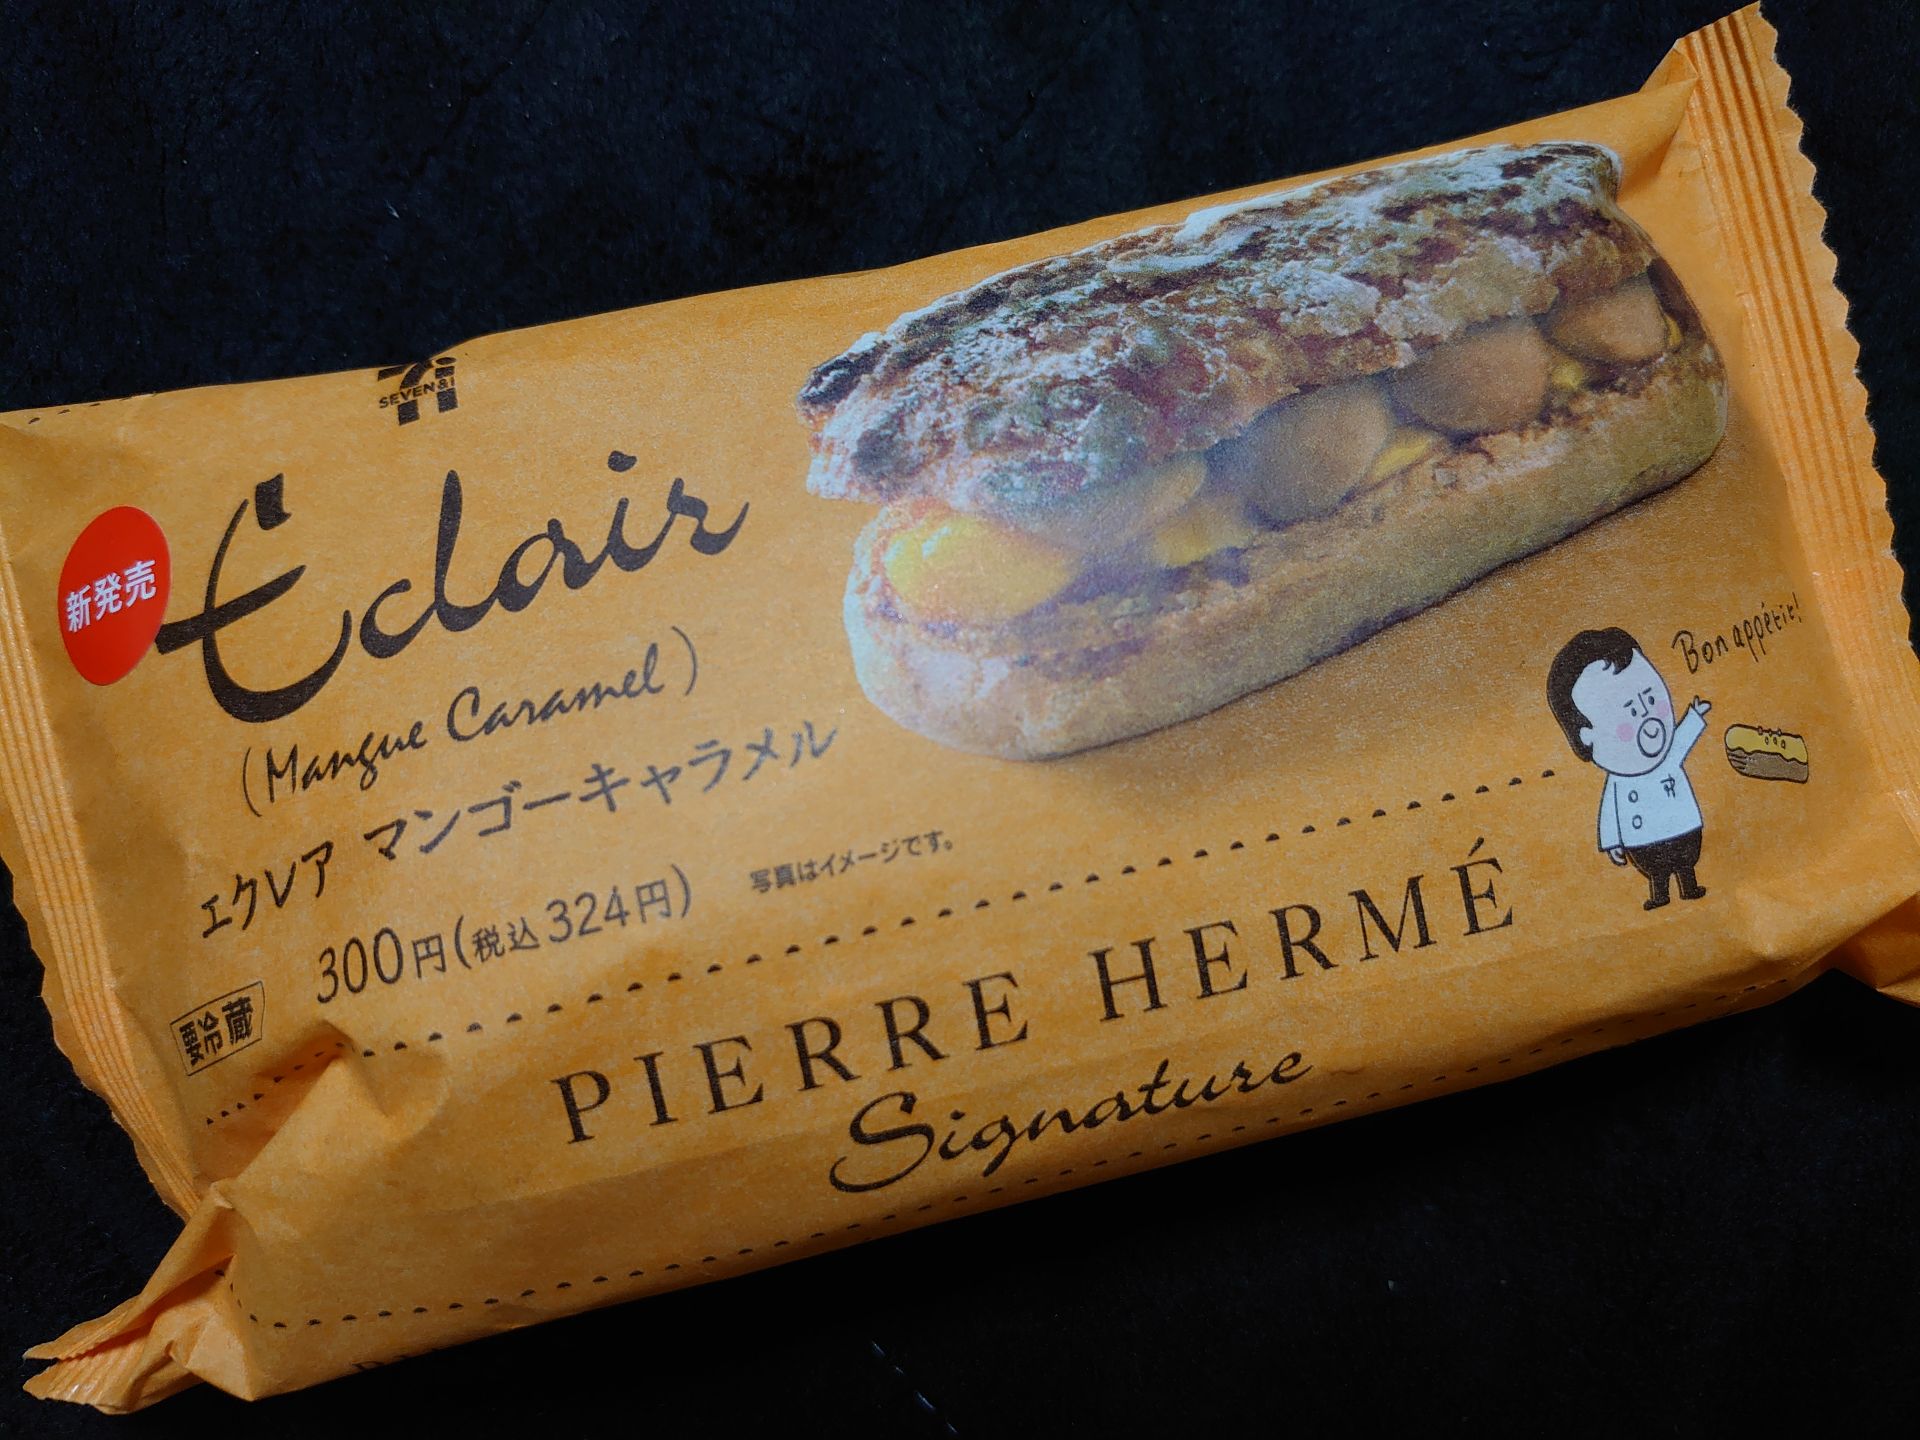 SEVEN&i
新発売
Eclair
(Mangue Caramel)
エクレア マンゴーキャラメル
300円(税込324円)
写真はイメージです。
要冷蔵
Bon appétit!
PIERRE HERMÉ
Signature